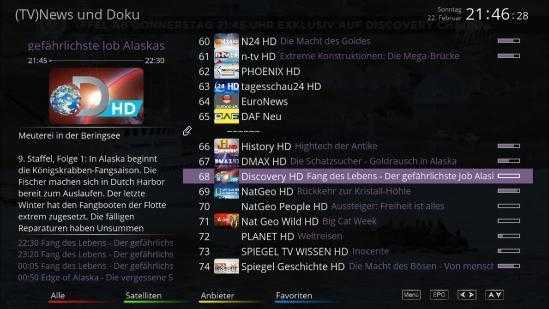 (TV)News und Doku
Sonntag
22. Februar
21:46:28
gefährlichste Job Alaskas
21:45
22:30
HD
Meuterei in der Beringsee
9. Staffel, Folge 1: In Alaska beginnt
die Königskrabben-Fangsaison. Die
Fischer machen sich in Dutch Harbor
bereit zum Auslaufen. Der letzte
Winter hat den Fangbooten der Flotte
extrem zugesetzt. Die fälligen
Reparaturen haben Unsummen
22:30 Fang des Lebens - Der gefährlichs
23:20 Fang des Lebens - Der gefährlichs
00:05 Fang des Lebens - Der gefährlichs
00:50 Edge of Alaska - Die vergessene S
60 N24 HD Die Macht des Goldes
61 n-tv HD Extreme Konstruktionen: Die Mega-Brücke
62 PHOENIX HD
63 tagesschau24 HD
64 EuroNews
65 DAF Neu
------
66 History HD Hightech der Antike
67 DMAX HD Die Schatzsucher - Goldrausch in Alaska
68 Discovery HD Fang des Lebens - Der gefährlichste Job Alas
69 NatGeo HD Rückkehr zur Kristall-Höhle
70 NatGeo People HD Aussteiger: Freiheit ist alles
71 Nat Geo Wild HD Big Cat Week
72 PLANET HD Weltreisen
73 SPIEGEL TV WISSEN HD Inocente
74 Spiegel Geschichte HD Die Macht des Bösen - Von mensch
Alle
Satelliten
Anbieter
Favoriten
Menü
EPG